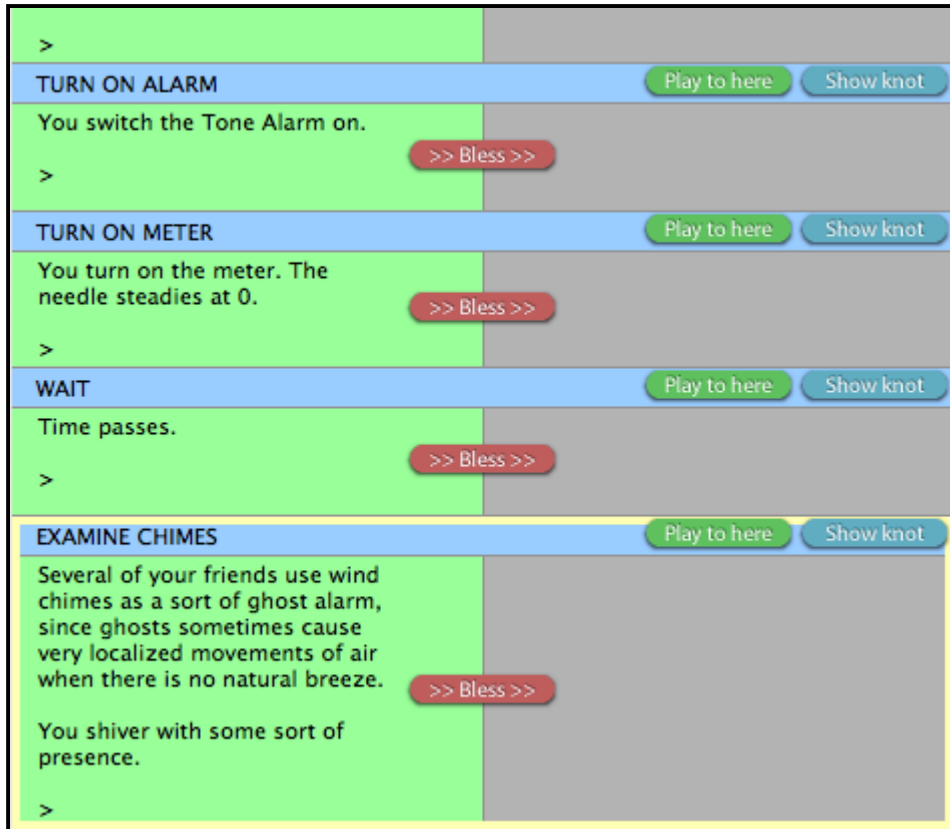 >
TURN ON ALARM Play to here Show knot
You switch the Tone Alarm on.
>> Bless >>
>
TURN ON METER Play to here Show knot
You turn on the meter. The
needle steadies at 0.
>> Bless >>
>
WAIT Play to here Show knot
Time passes.
>> Bless >>
>
EXAMINE CHIMES Play to here Show knot
Several of your friends use wind
chimes as a sort of ghost alarm,
since ghosts sometimes cause
very localized movements of air
when there is no natural breeze.
>> Bless >>
You shiver with some sort of
presence.
>